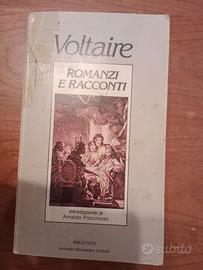 Voltaire
ROMANZI
E RACCONTI
introduzione di
Arnaldo Pizzorusso
BIBLIOTECA
Arnoldo Mondadori Editore
subito